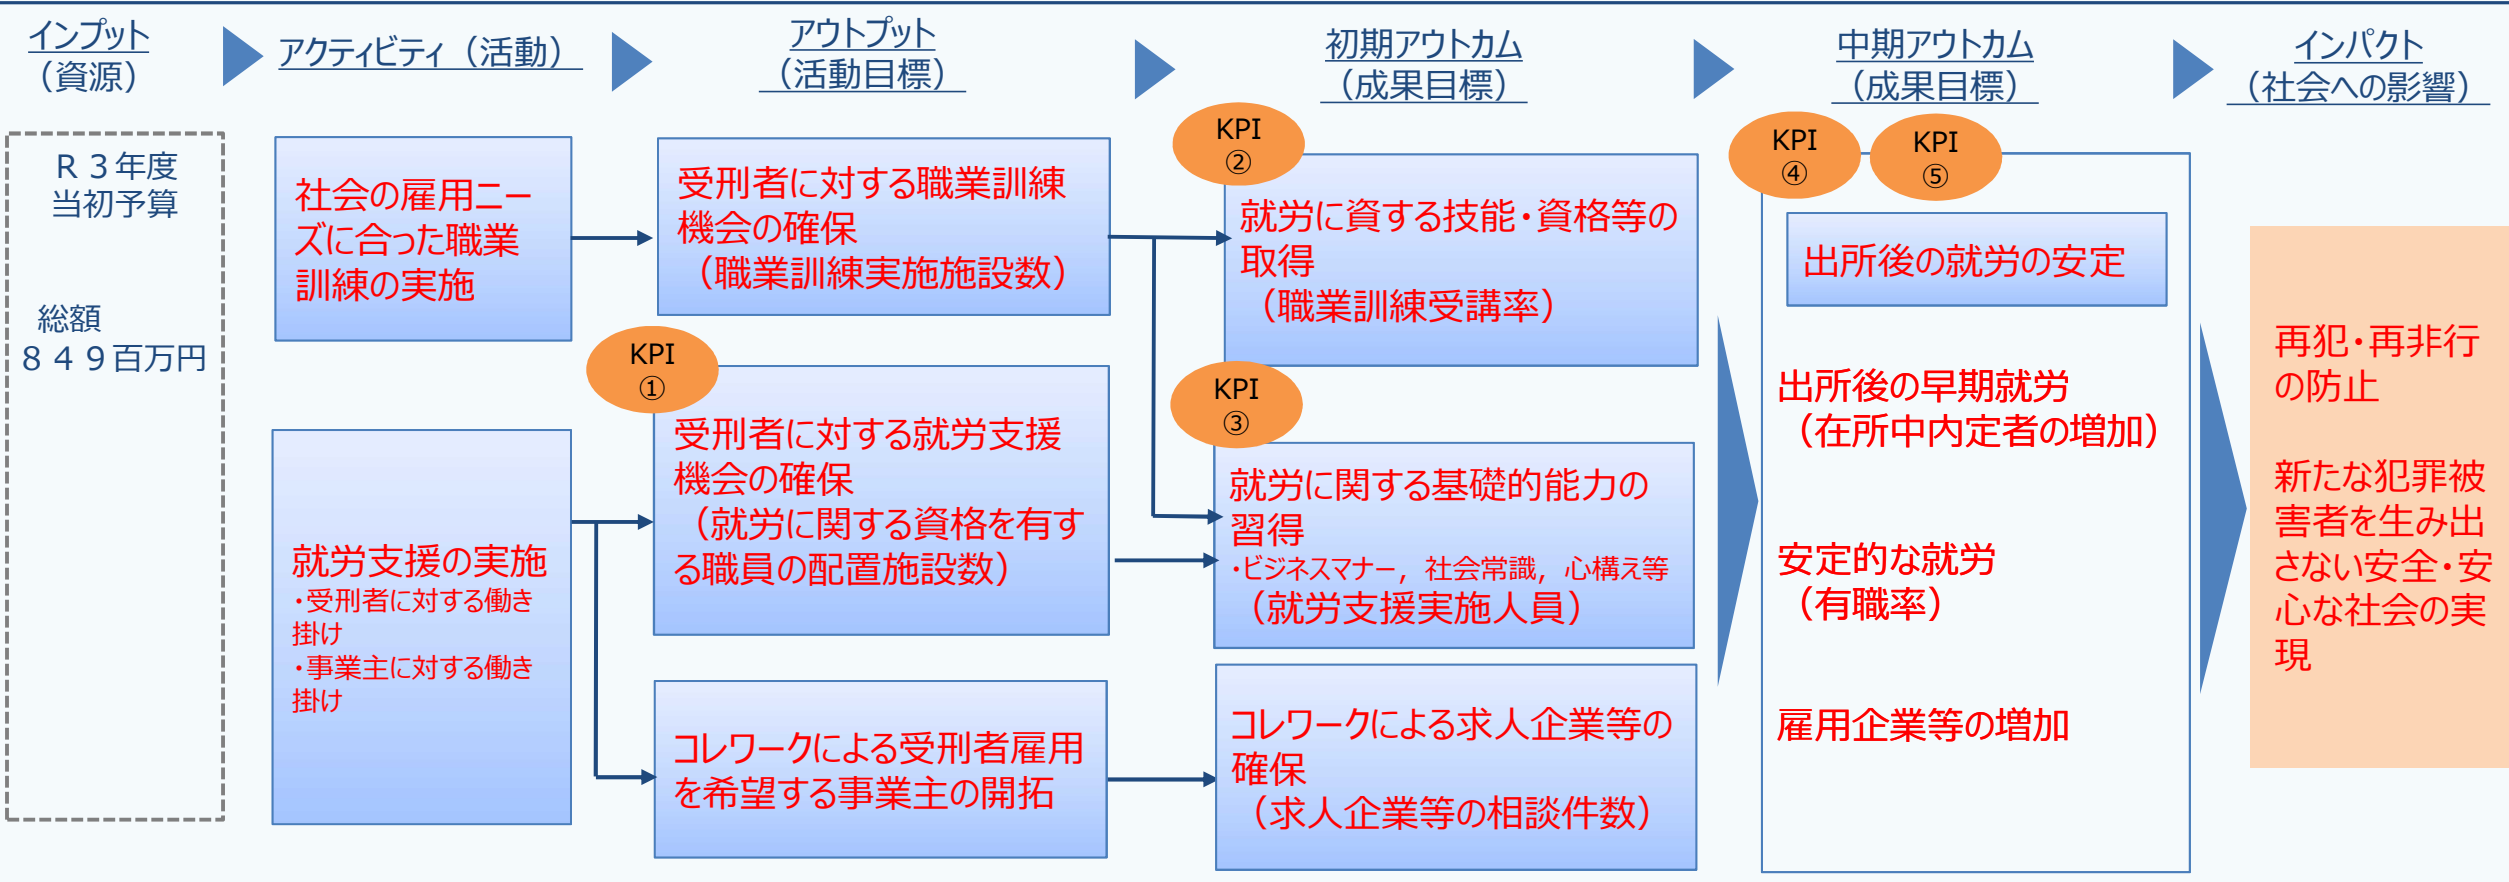 インプット
（資源）
アクティビティ（活動）
アウトプット
（活動目標）
初期アウトカム
（成果目標）
中期アウトカム
（成果目標）
インパクト
（社会への影響）
Ｒ３年度
当初予算
総額
８４９百万円
社会の雇用ニー
ズに合った職業
訓練の実施
就労支援の実施
・受刑者に対する働き
掛け
・事業主に対する働き
掛け
受刑者に対する職業訓練
機会の確保
（職業訓練実施施設数）
KPI
①
受刑者に対する就労支援
機会の確保
（就労に関する資格を有す
る職員の配置施設数）
コレワークによる受刑者雇用
を希望する事業主の開拓
KPI
②
就労に資する技能・資格等の
取得
（職業訓練受講率）
KPI
③
就労に関する基礎的能力の
習得
・ビジネスマナー，社会常識，心構え等
（就労支援実施人員）
コレワークによる求人企業等の
確保
（求人企業等の相談件数）
KPI
④
KPI
⑤
出所後の就労の安定
出所後の早期就労
（在所中内定者の増加）
安定的な就労
（有職率）
雇用企業等の増加
再犯・再非行
の防止
新たな犯罪被
害者を生み出
さない安全・安
心な社会の実
現